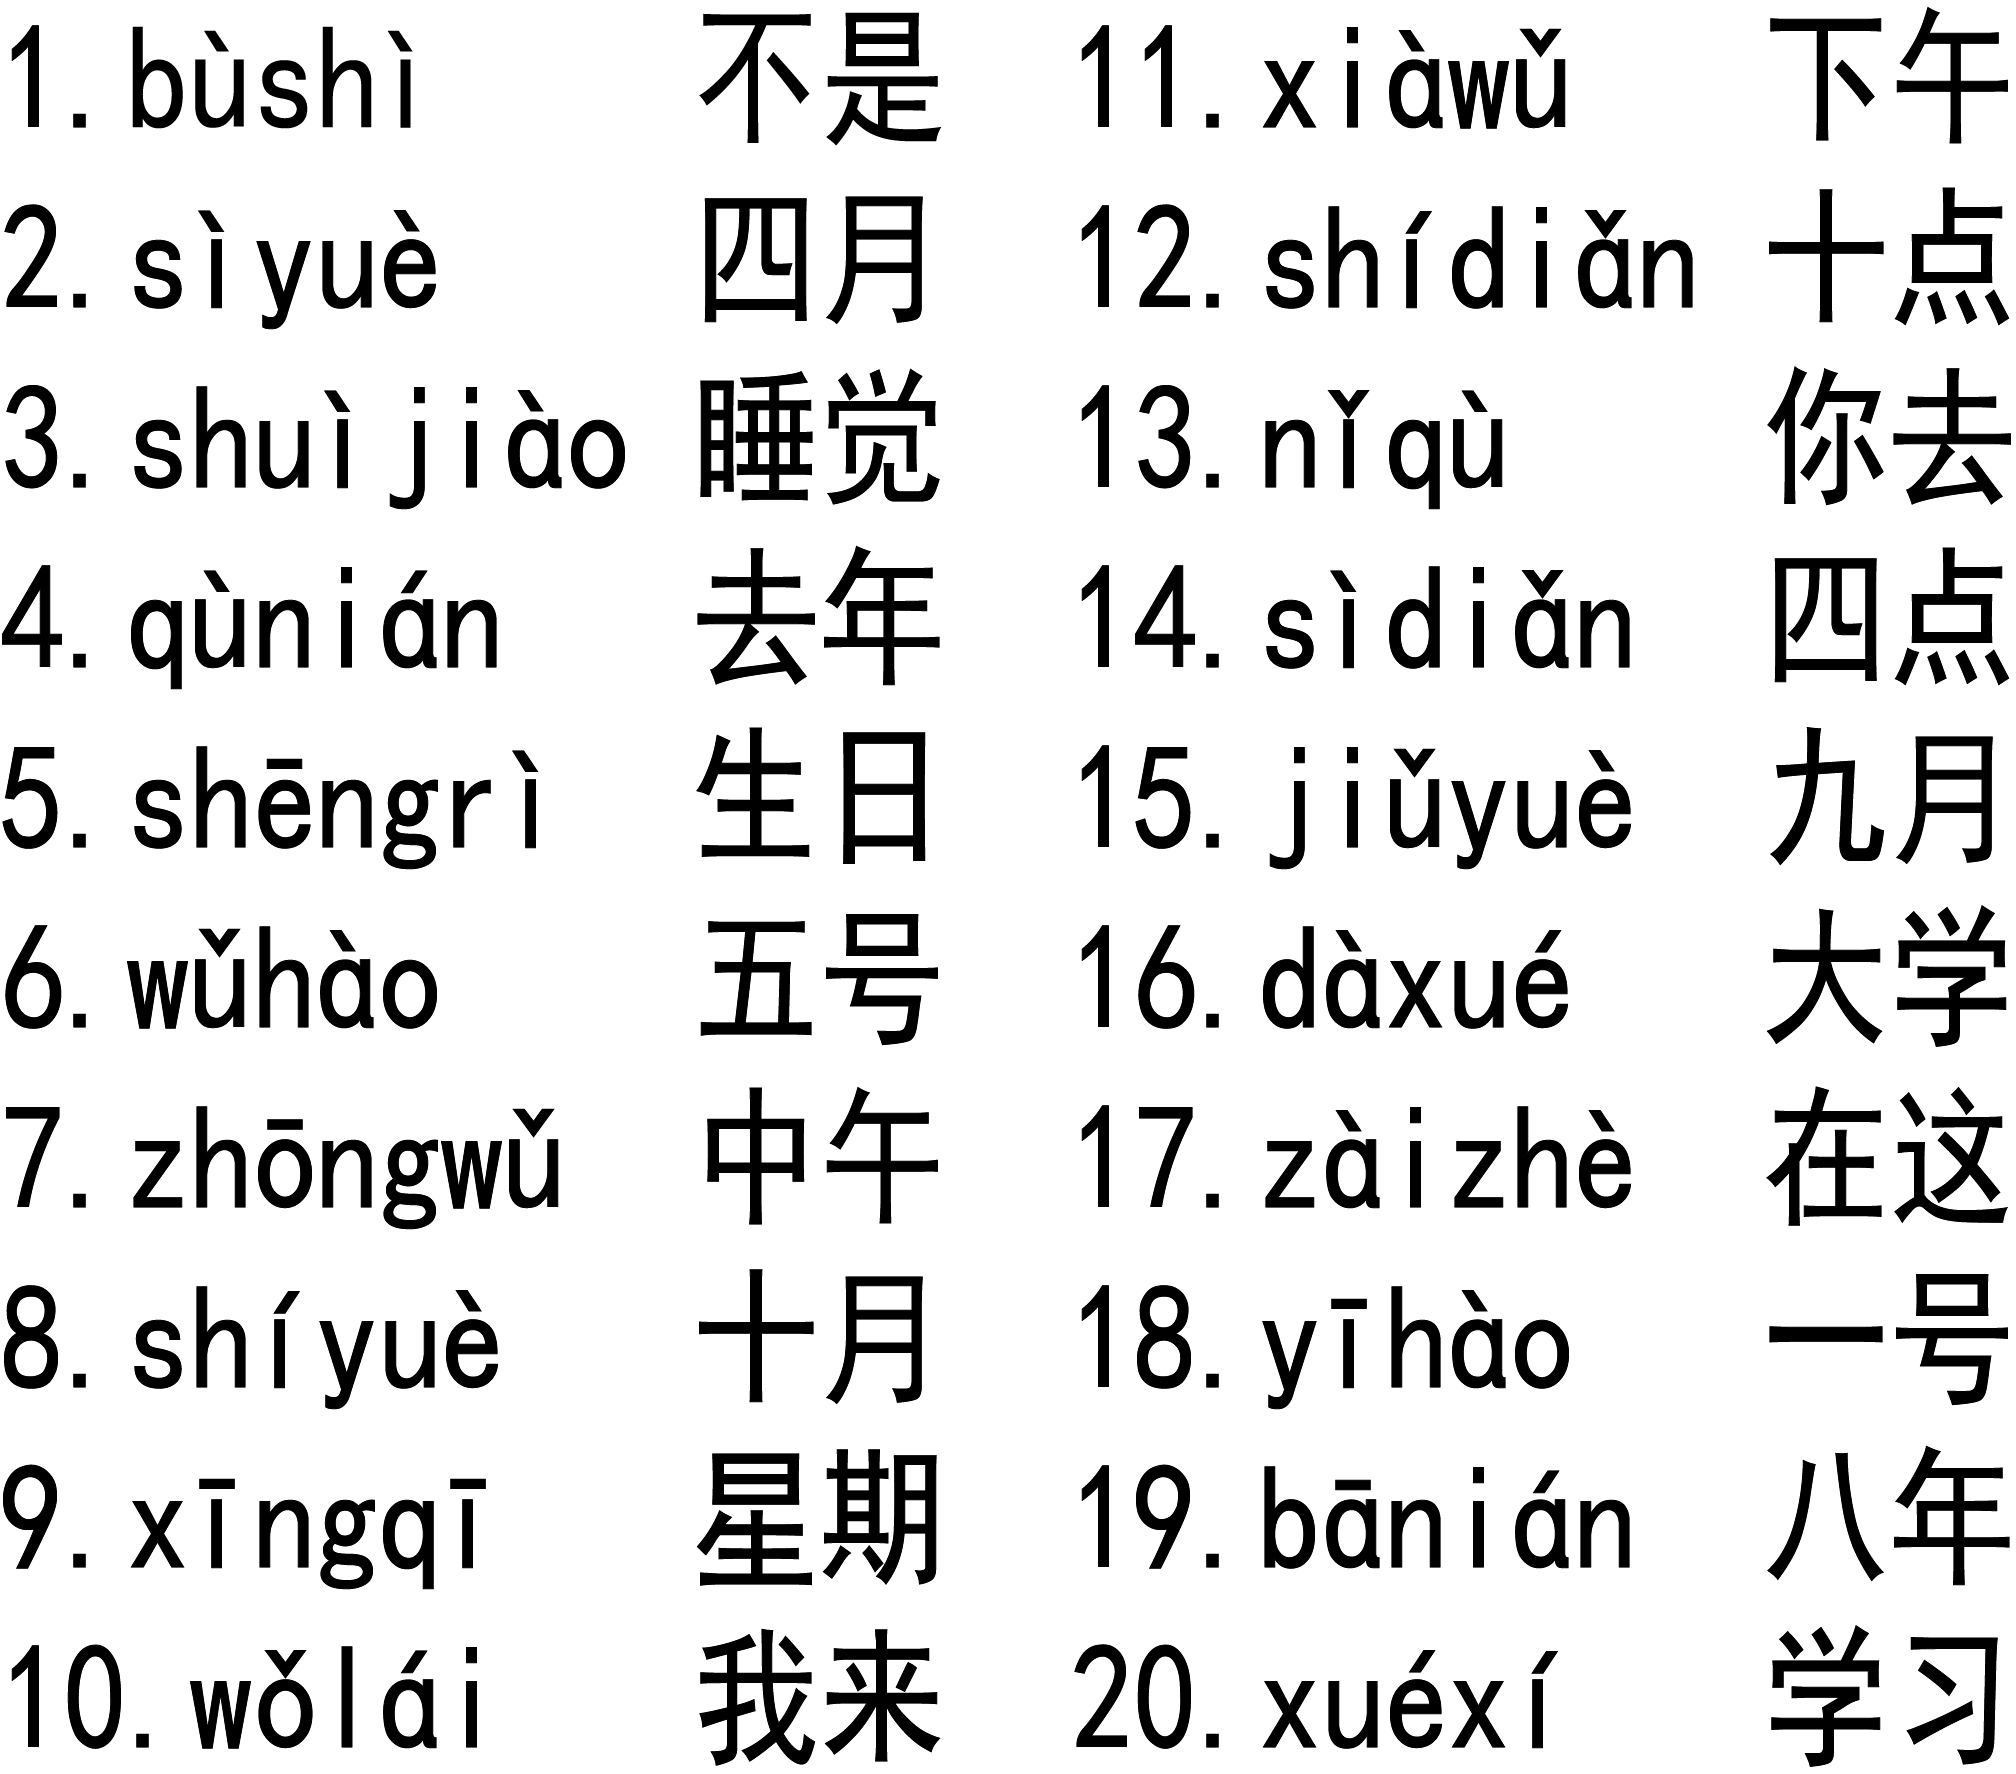 1. bùshì 不是
2. sìyuè 四月
3. shuìjiào 睡觉
4. qùnián 去年
5. shēngrì 生日
6. wǔhào 五号
7. zhōngwǔ 中午
8. shíyuè 十月
9. xīngqī 星期
10. wǒlái 我来
11. xiàwǔ 下午
12. shídiǎn 十点
13. nǐqù 你去
14. sìdiǎn 四点
15. jiǔyuè 九月
16. dàxué 大学
17. zàizhè 在这
18. yīhào 一号
19. bānián 八年
20. xuéxí 学习